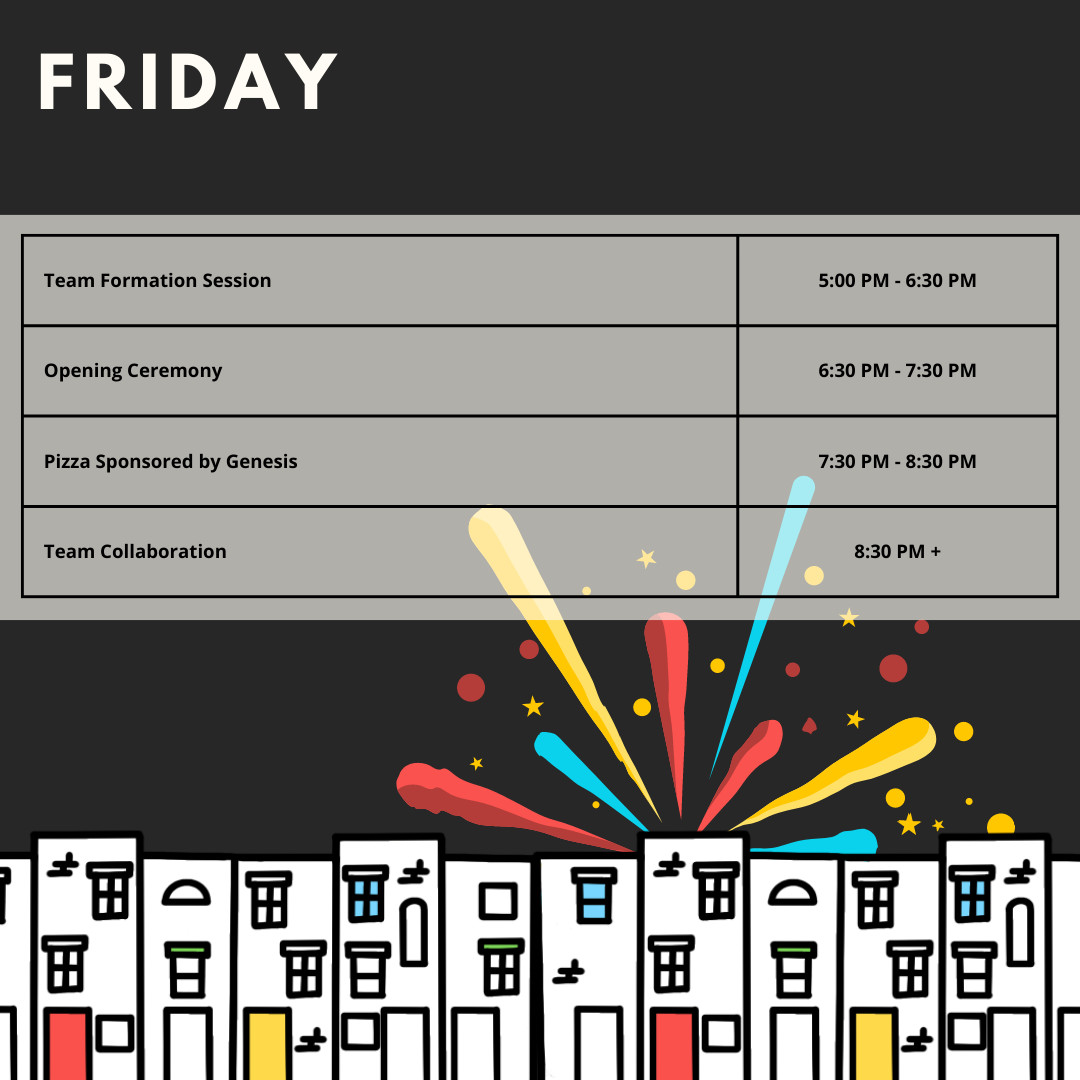 FRIDAY
Team Formation Session 5:00 PM - 6:30 PM
Opening Ceremony 6:30 PM - 7:30 PM
Pizza Sponsored by Genesis 7:30 PM - 8:30 PM
Team Collaboration 8:30 PM +